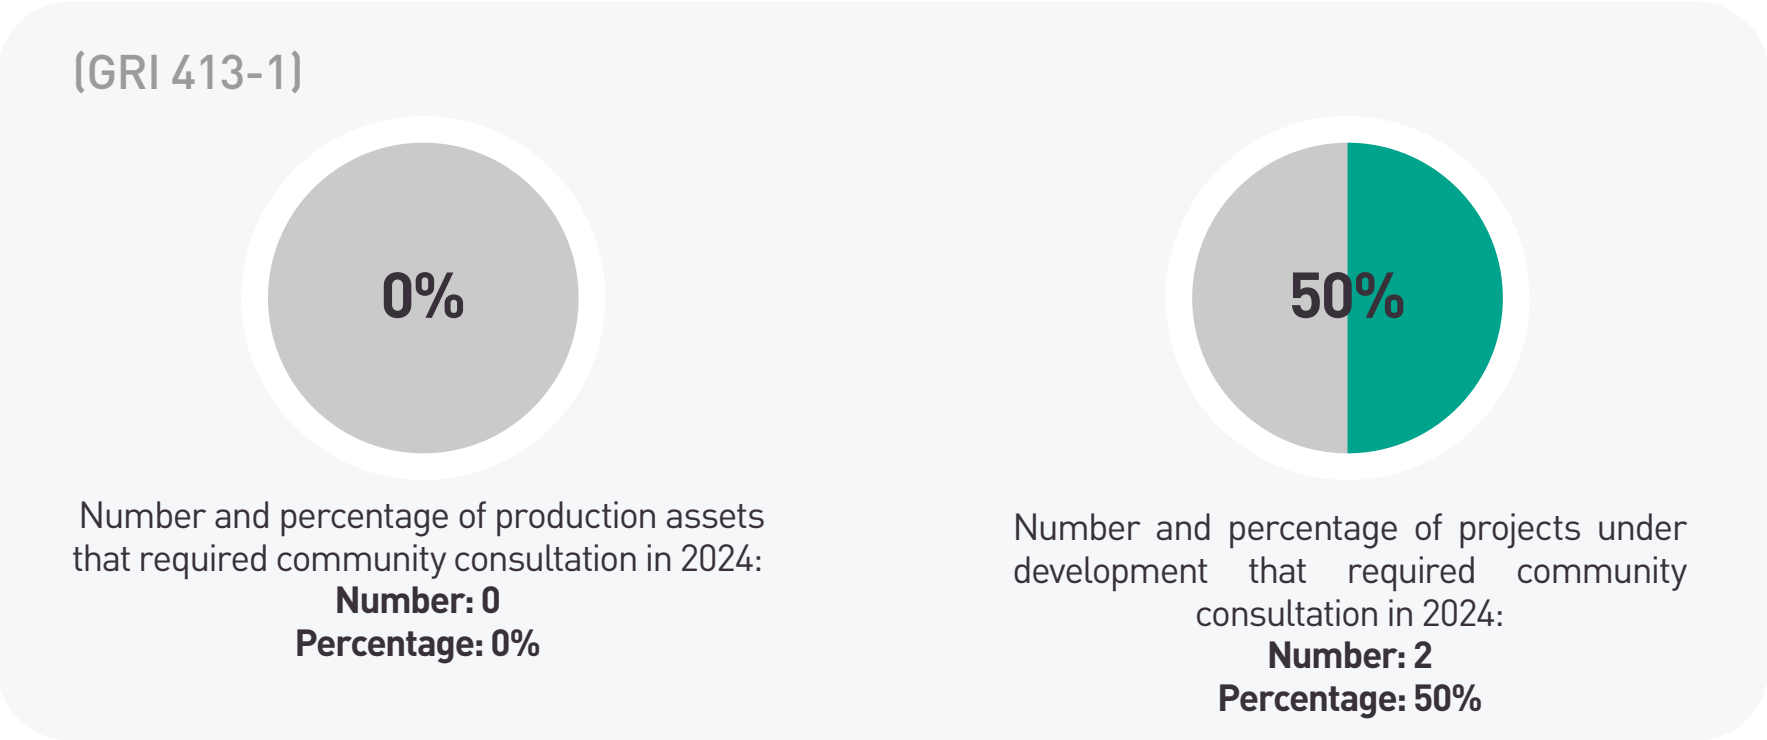 (GRI 413-1)
0%
Number and percentage of production assets
that required community consultation in 2024:
Number: 0
Percentage: 0%
50%
Number and percentage of projects under
development that required community
consultation in 2024:
Number: 2
Percentage: 50%